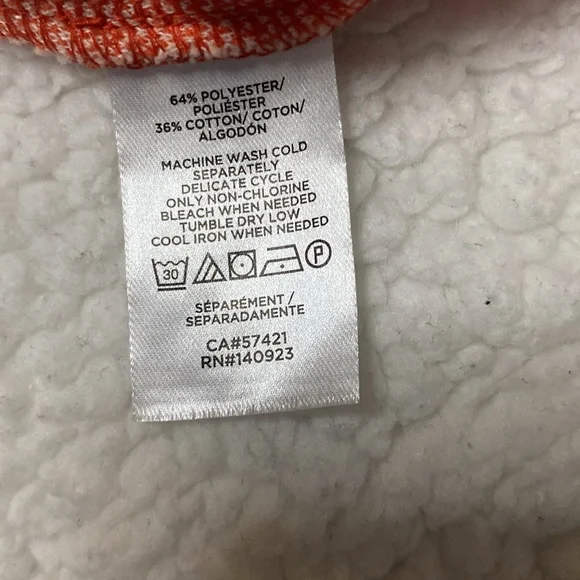 64% POLYESTER/
POLIÉSTER
36% COTTON/ COTON/
ALGODÓN
MACHINE WASH COLD
SEPARATELY
DELICATE CYCLE
ONLY NON-CHLORINE
BLEACH WHEN NEEDED
TUMBLE DRY LOW
COOL IRON WHEN NEEDED
30 P
SÉPARÉMENT /
SEPARADAMENTE
CA#57421
RN#140923